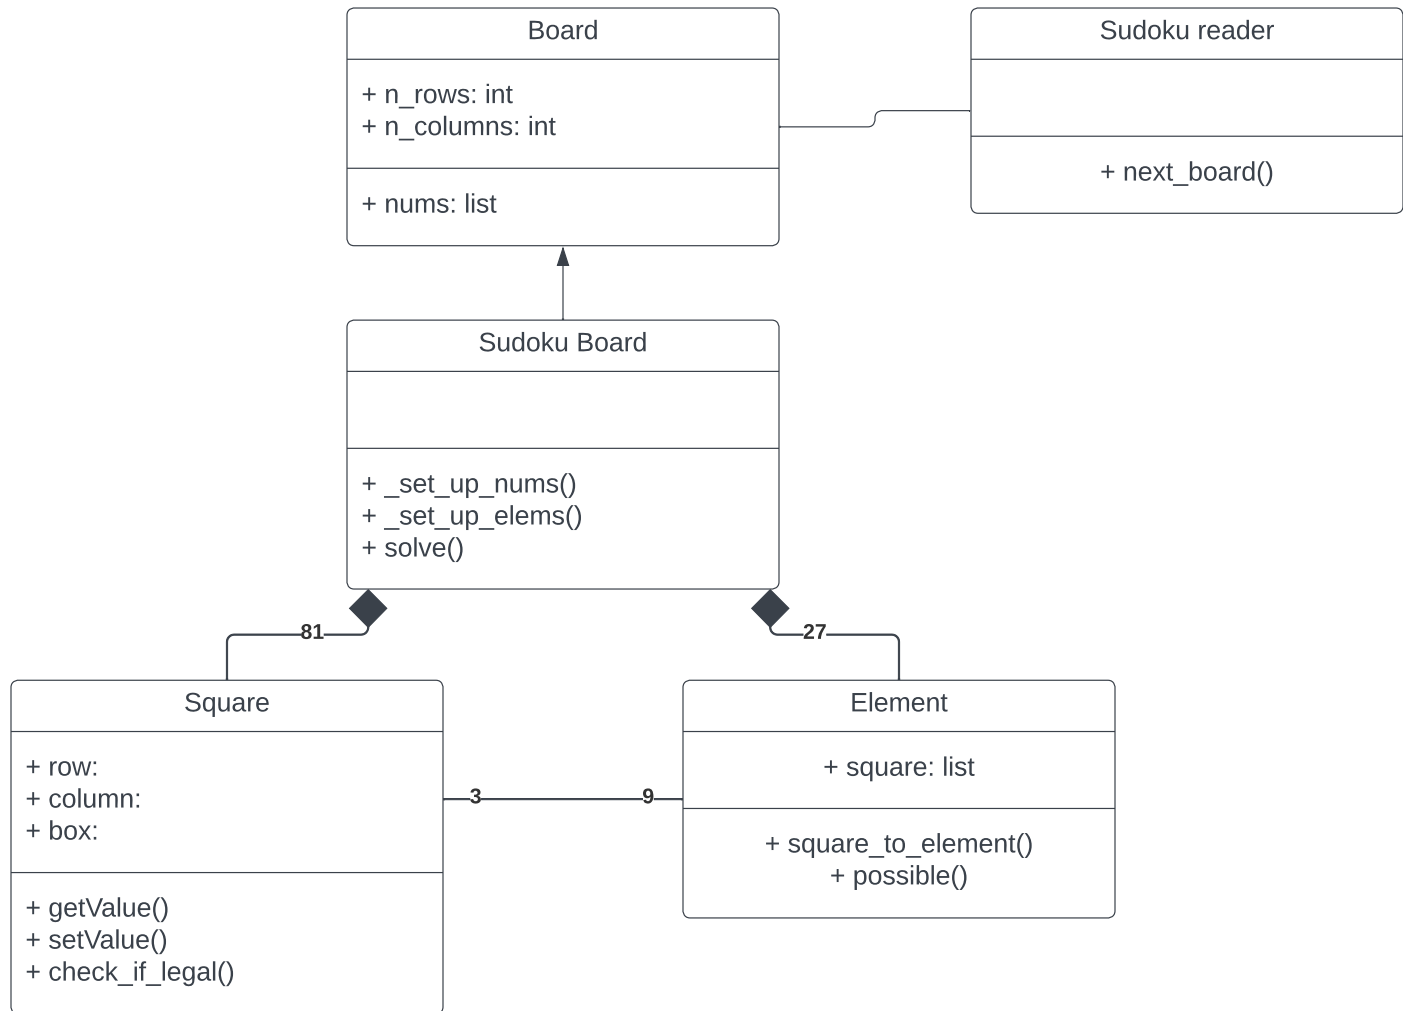 Board
+ n_rows: int
+ n_columns: int
+ nums: list
Sudoku reader
+ next_board()
Sudoku Board
+ _set_up_nums()
+ _set_up_elems()
+ solve()
81
27
Square
+ row:
+ column:
+ box:
+ getValue()
+ setValue()
+ check_if_legal()
3
9
Element
+ square: list
+ square_to_element()
+ possible()